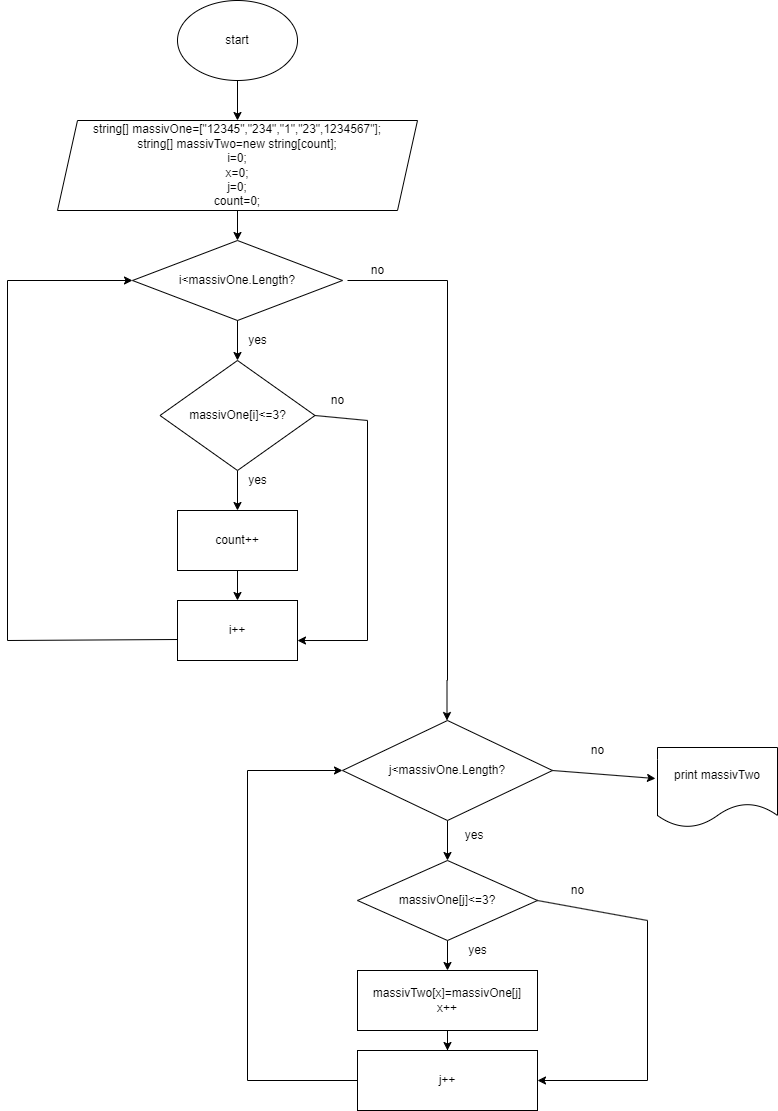 start
string[] massivOne=["12345","234","1","23",1234567"];
string[] massivTwo=new string[count];
i=0;
x=0;
j=0;
count=0;
i<massivOne.Length?
no
yes
massivOne[i]<=3?
no
yes
count++
i++
j<massivOne.Length?
no
print massivTwo
yes
massivOne[j]<=3?
no
yes
massivTwo[x]=massivOne[j]
x++
j++